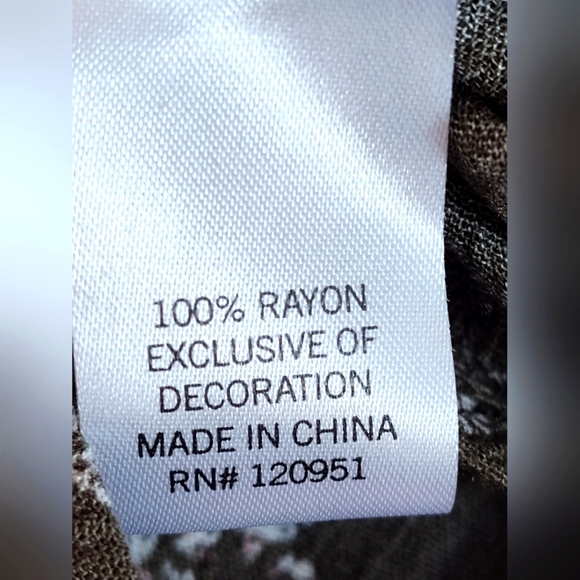 100% RAYON
EXCLUSIVE OF
DECORATION
MADE IN CHINA
RN# 120951